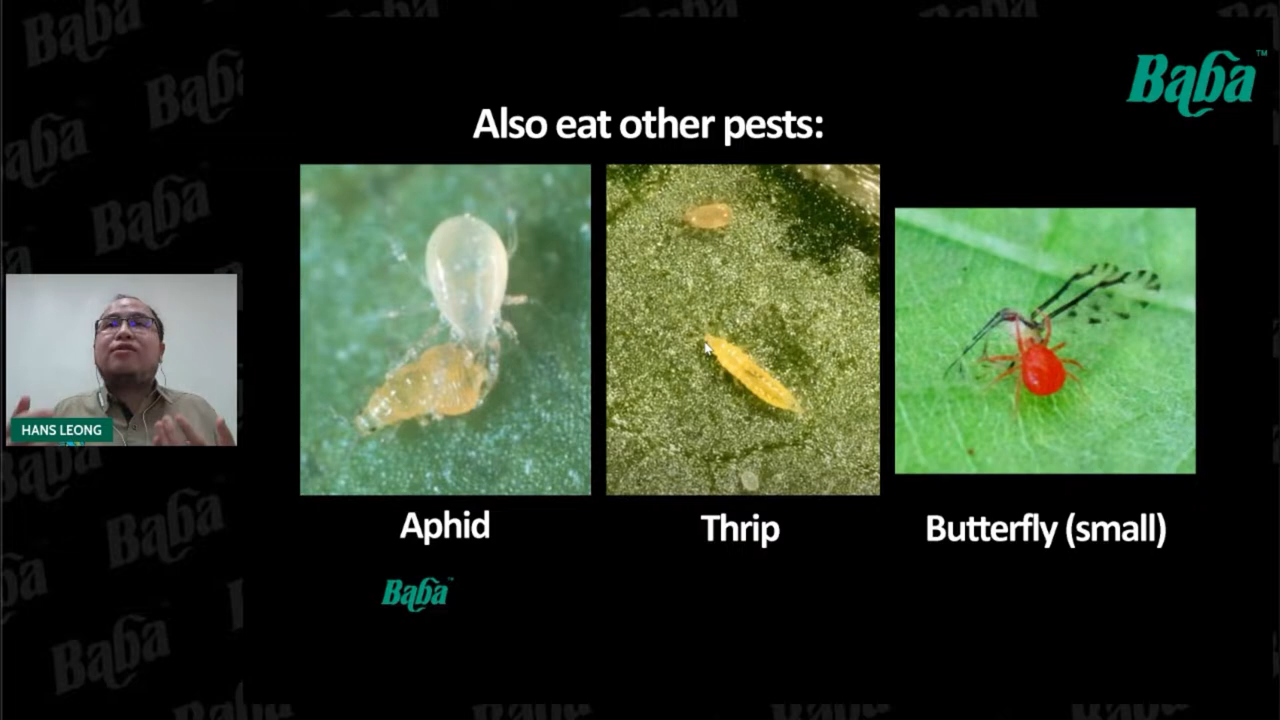 Baba™
Also eat other pests:
HANS LEONG
Aphid
Thrip
Butterfly (small)
Baba™